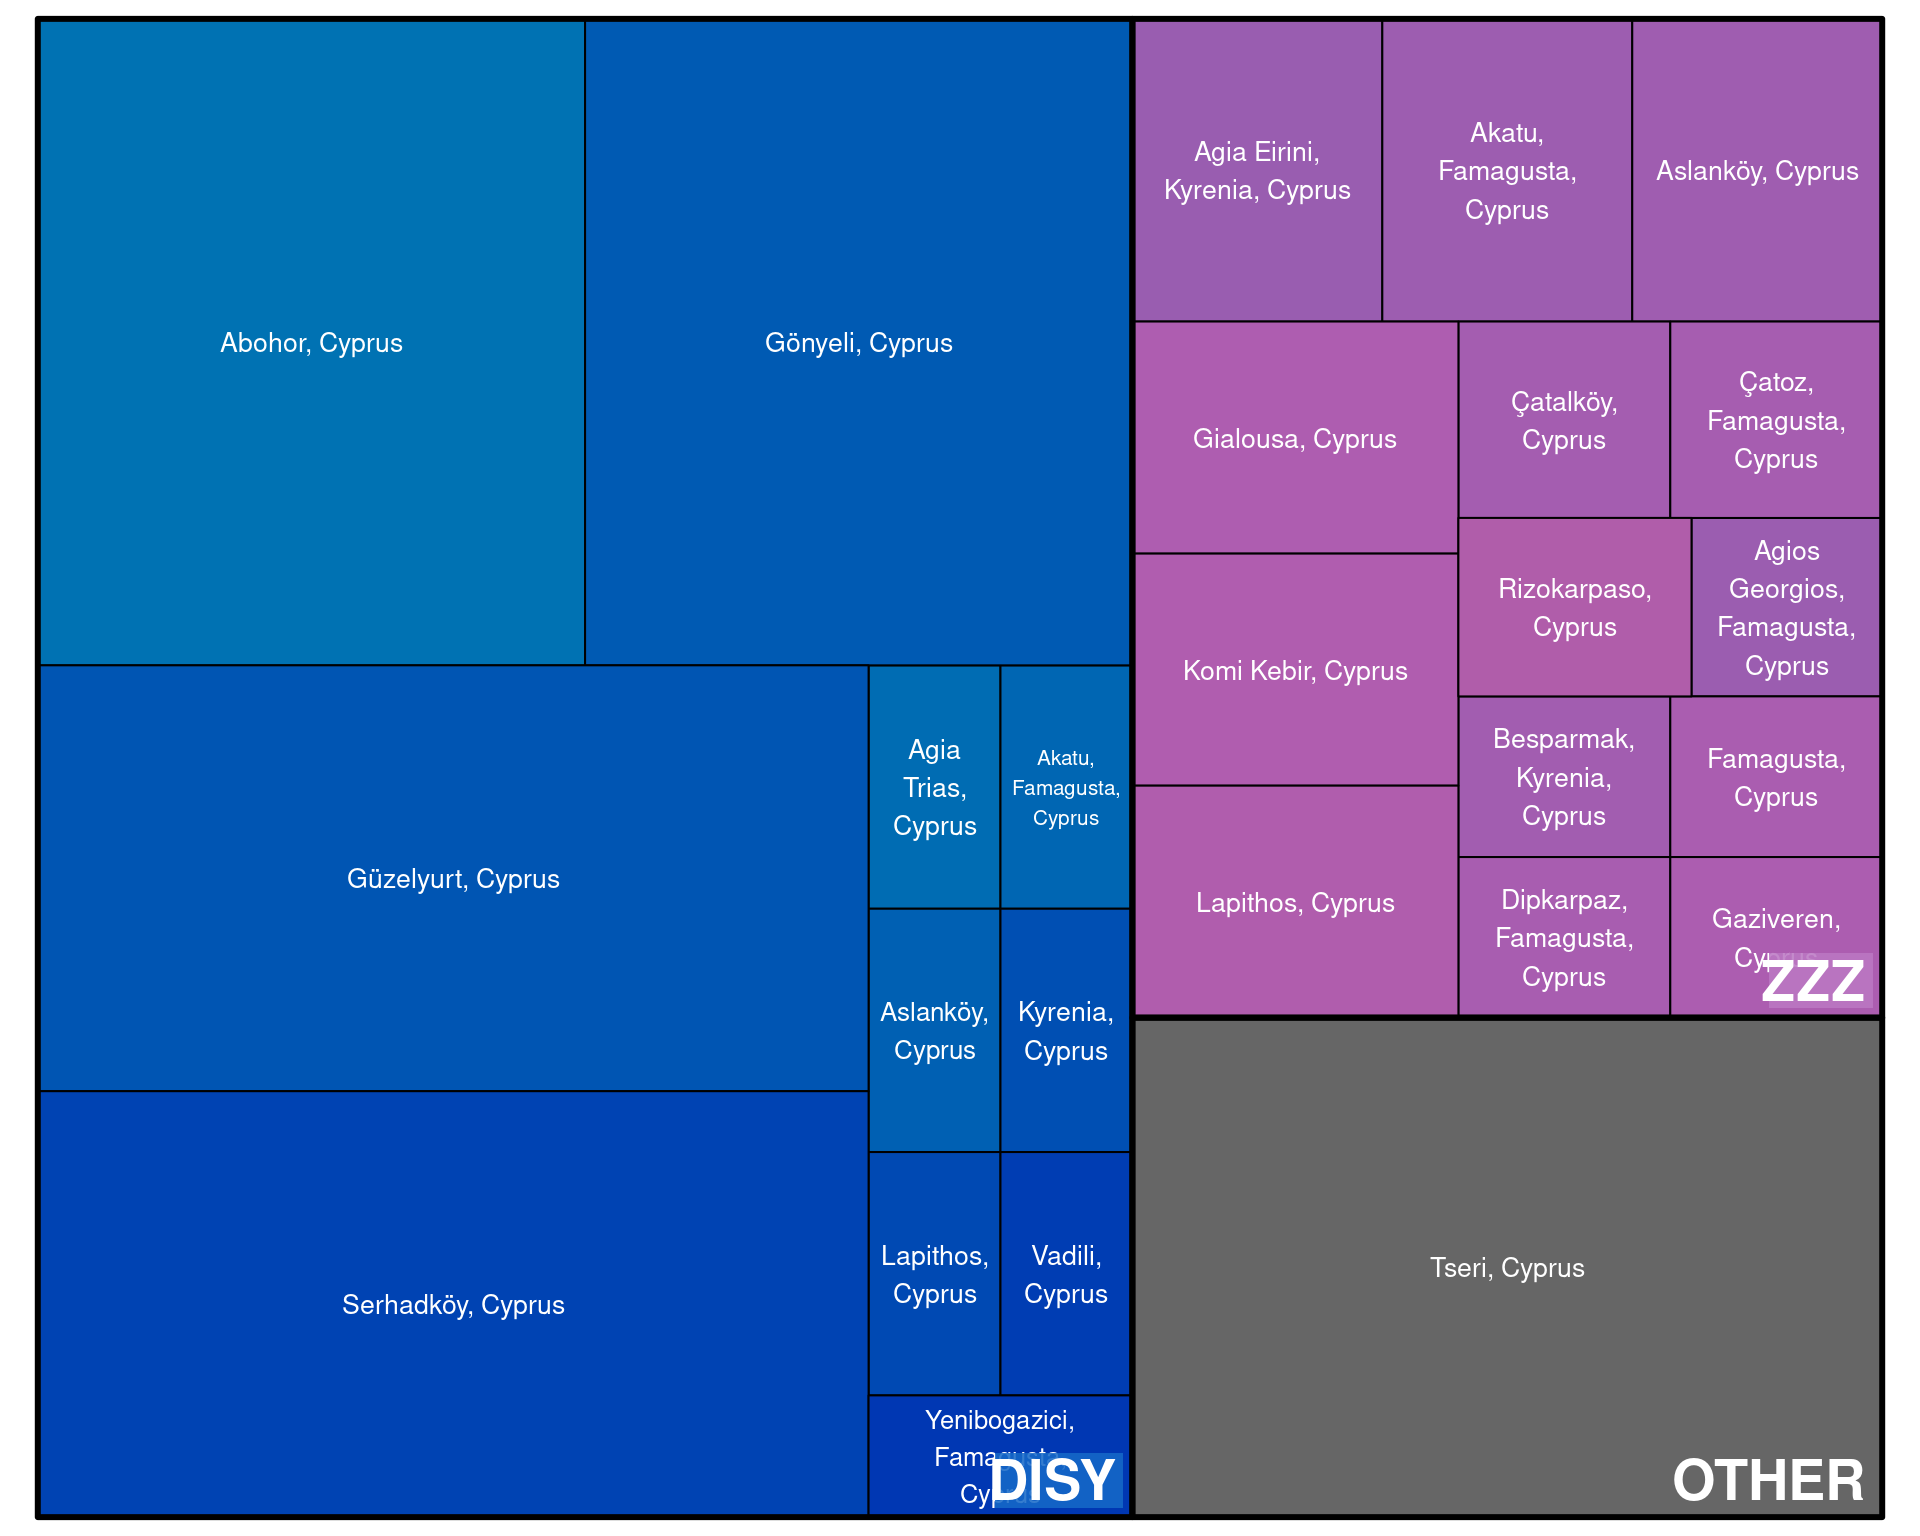 Abohor, Cyprus
Gönyeli, Cyprus
Güzelyurt, Cyprus
Serhadköy, Cyprus
Agia
Trias,
Cyprus
Akatu,
Famagusta,
Cyprus
Aslanköy,
Cyprus
Kyrenia,
Cyprus
Lapithos,
Cyprus
Vadili,
Cyprus
Yenibogazici,
Famagusta,
Cyprus
DISY
Agia Eirini,
Kyrenia, Cyprus
Akatu,
Famagusta,
Cyprus
Aslanköy, Cyprus
Gialousa, Cyprus
Komi Kebir, Cyprus
Lapithos, Cyprus
Çatalköy,
Cyprus
Çatoz,
Famagusta,
Cyprus
Rizokarpaso,
Cyprus
Agios
Georgios,
Famagusta,
Cyprus
Besparmak,
Kyrenia,
Cyprus
Famagusta,
Cyprus
Dipkarpaz,
Famagusta,
Cyprus
Gaziveren,
Cyprus
ZZZ
Tseri, Cyprus
OTHER